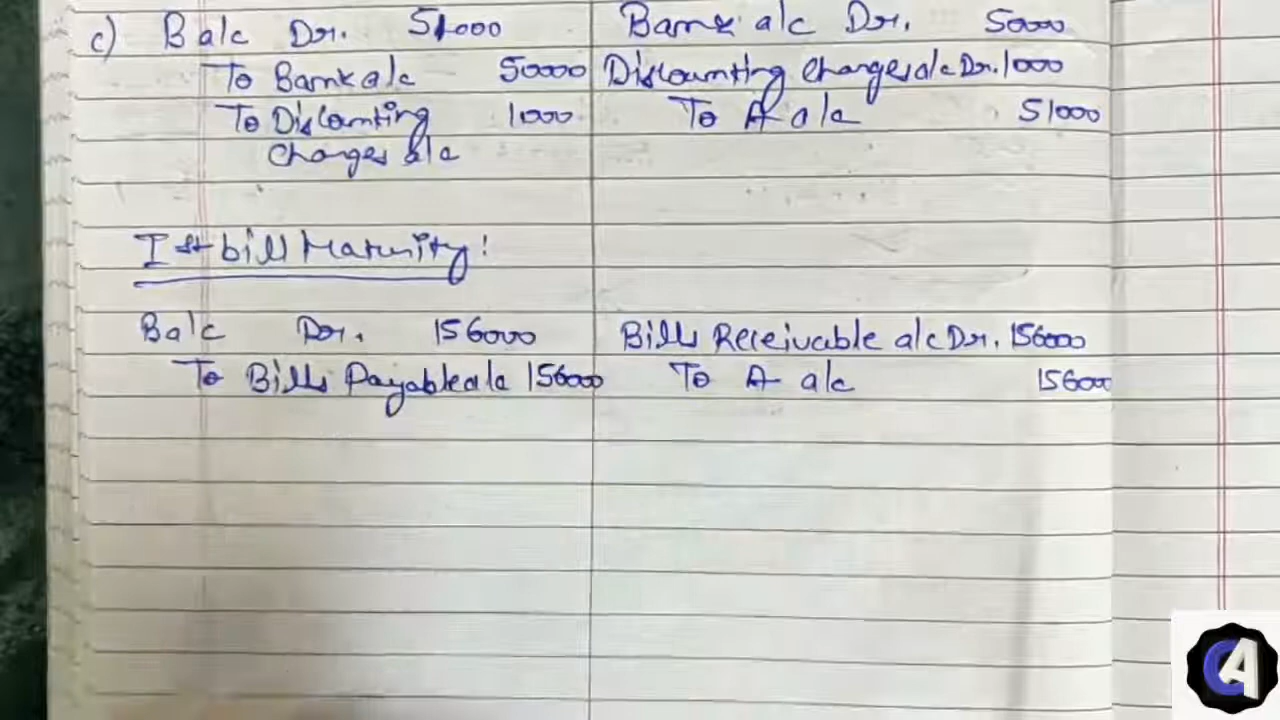 c) B a/c Dr. 51000
To Bank a/c 50000
To Discounting 1000
Charges a/c
Bank a/c Dr. 50000
Discounting Charges a/c Dr. 1000
To A a/c 51000
Ist bill Maturity:
B a/c Dr. 156000
To Bills Payable a/c 156000
Bills Receivable a/c Dr. 156000
To A a/c 156000
CA